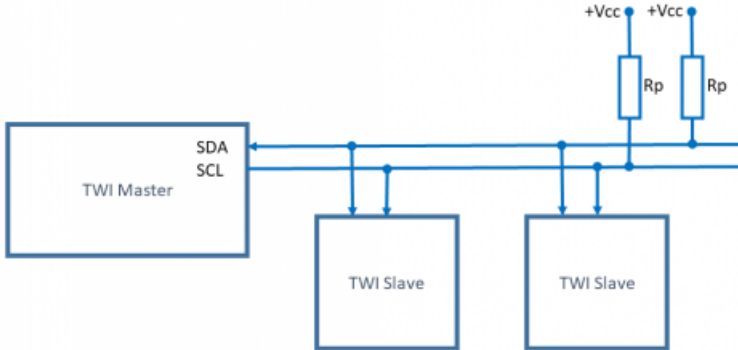 +Vcc +Vcc
Rp Rp
SDA
SCL
TWI Master
TWI Slave TWI Slave